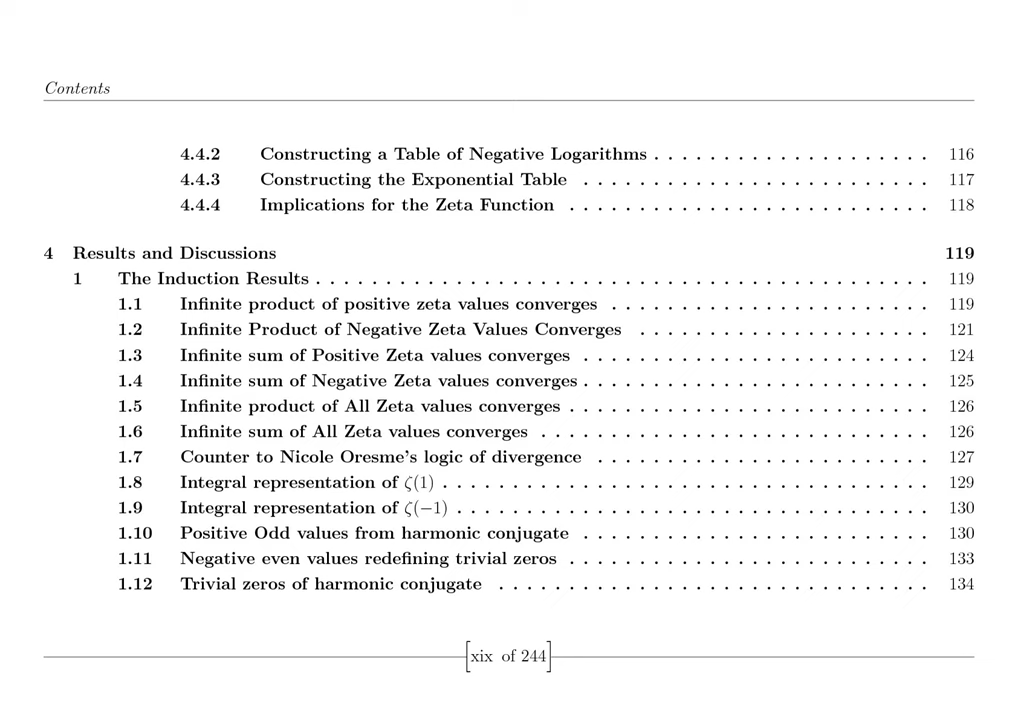 Contents
4.4.2 Constructing a Table of Negative Logarithms . . . . . . . . . . . . . . . . . . . . 116
4.4.3 Constructing the Exponential Table . . . . . . . . . . . . . . . . . . . . . . . . . 117
4.4.4 Implications for the Zeta Function . . . . . . . . . . . . . . . . . . . . . . . . . . 118
4 Results and Discussions 119
1 The Induction Results . . . . . . . . . . . . . . . . . . . . . . . . . . . . . . . . . . . . . . . . . . . . 119
1.1 Infinite product of positive zeta values converges . . . . . . . . . . . . . . . . . . . . . . . 119
1.2 Infinite Product of Negative Zeta Values Converges . . . . . . . . . . . . . . . . . . . . . 121
1.3 Infinite sum of Positive Zeta values converges . . . . . . . . . . . . . . . . . . . . . . . . . 124
1.4 Infinite sum of Negative Zeta values converges . . . . . . . . . . . . . . . . . . . . . . . . . 125
1.5 Infinite product of All Zeta values converges . . . . . . . . . . . . . . . . . . . . . . . . . . 126
1.6 Infinite sum of All Zeta values converges . . . . . . . . . . . . . . . . . . . . . . . . . . . . 126
1.7 Counter to Nicole Oresme's logic of divergence . . . . . . . . . . . . . . . . . . . . . . . . 127
1.8 Integral representation of ζ(1) . . . . . . . . . . . . . . . . . . . . . . . . . . . . . . . . . . . 129
1.9 Integral representation of ζ(−1) . . . . . . . . . . . . . . . . . . . . . . . . . . . . . . . . . . 130
1.10 Positive Odd values from harmonic conjugate . . . . . . . . . . . . . . . . . . . . . . . . . 130
1.11 Negative even values redefining trivial zeros . . . . . . . . . . . . . . . . . . . . . . . . . . 133
1.12 Trivial zeros of harmonic conjugate . . . . . . . . . . . . . . . . . . . . . . . . . . . . . . . 134
[xix of 244]